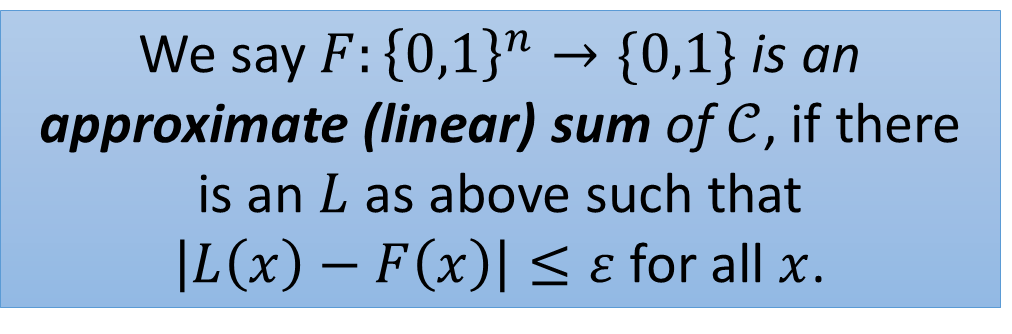 We say F: {0,1}ⁿ → {0,1} is an
approximate (linear) sum of 𝒞, if there
is an L as above such that
|L(x) − F(x)| ≤ ε for all x.